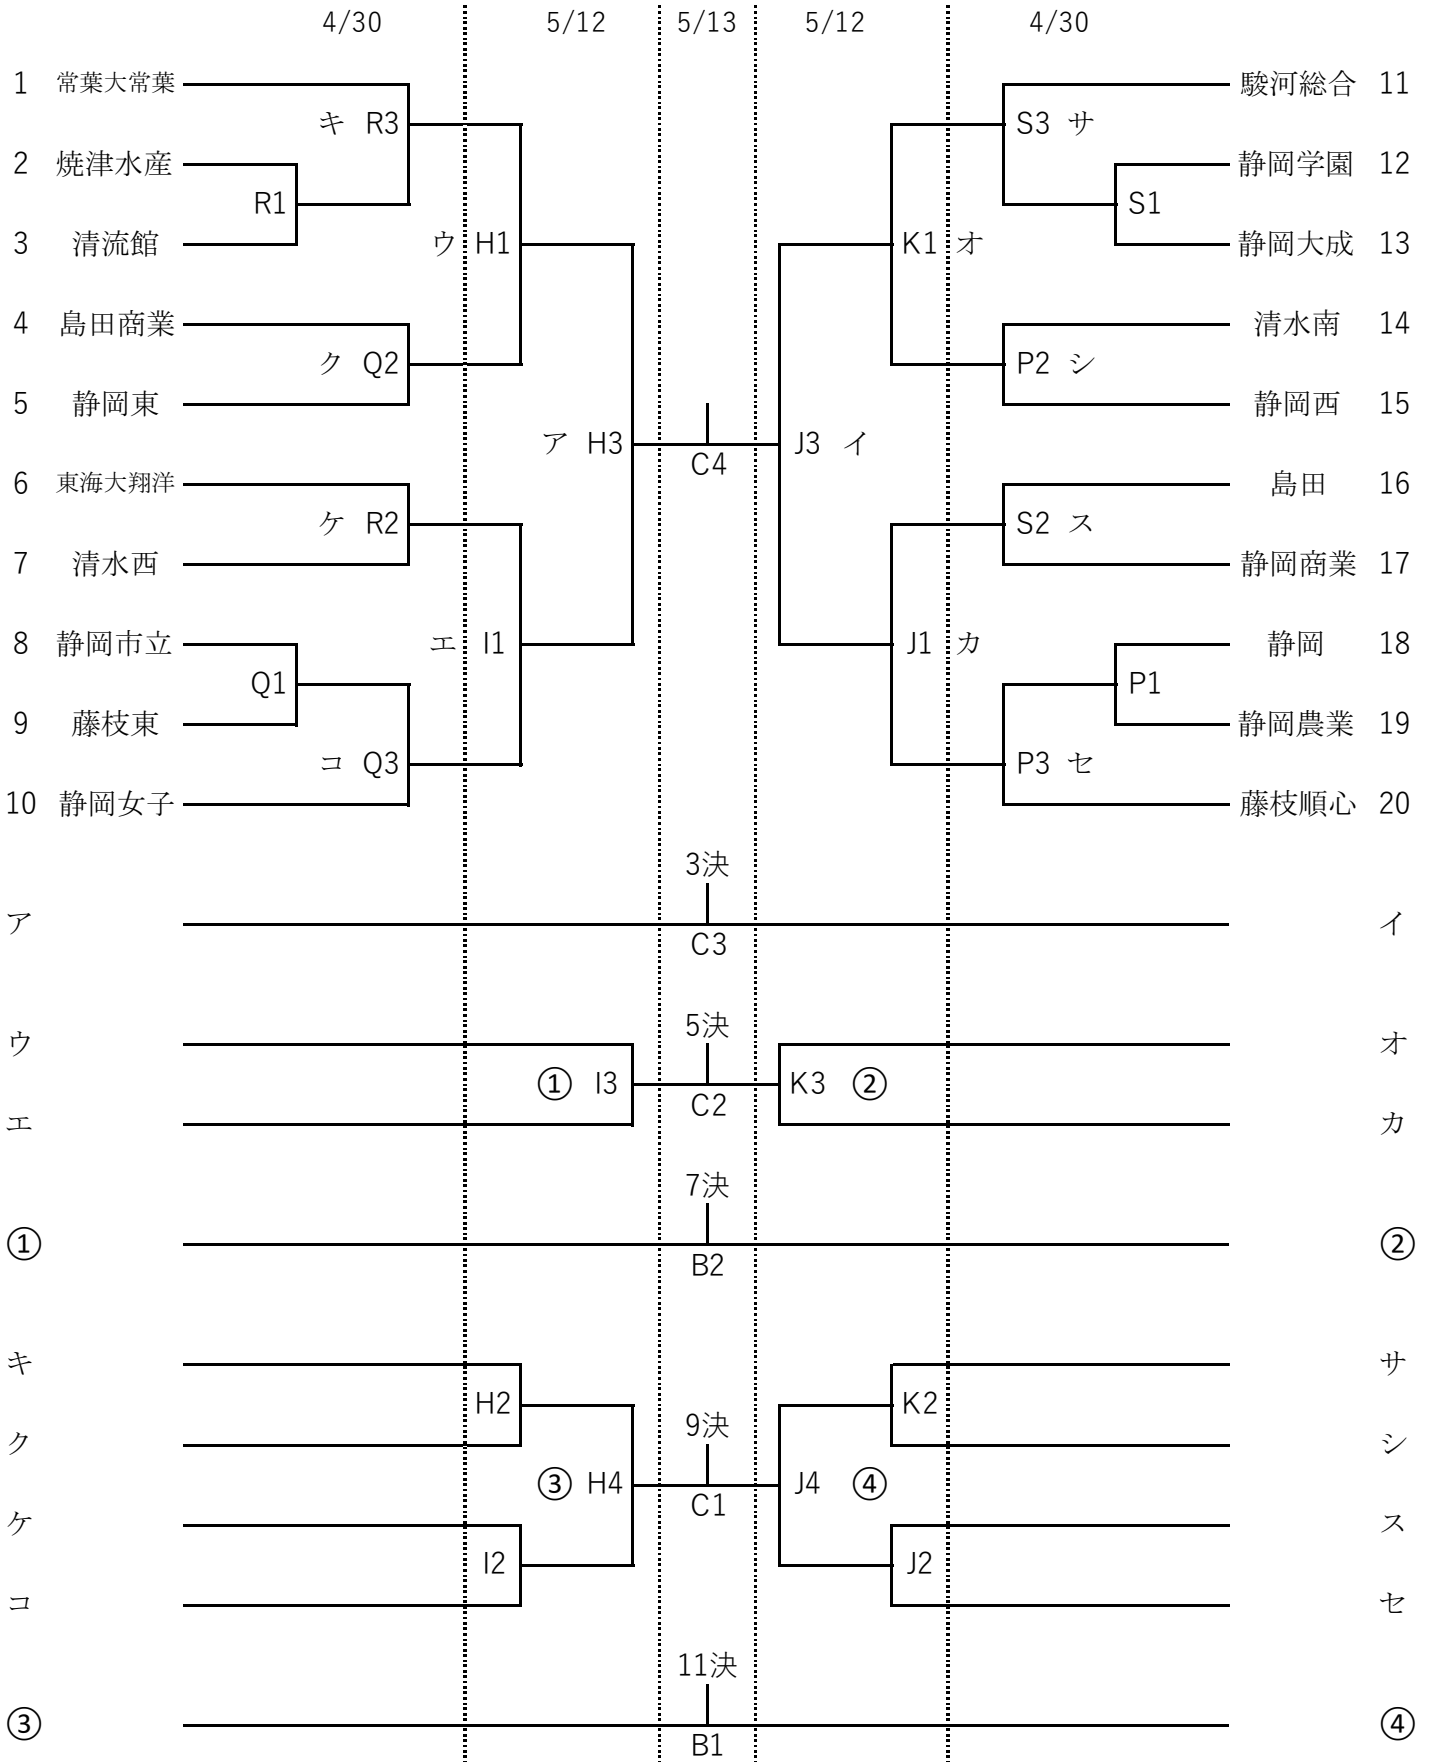 4/30 5/12 5/13 5/12 4/30
1 常葉大常葉 駿河総合 11
キ R3 S3 サ
2 焼津水産 静岡学園 12
R1 S1
3 清流館 ウ H1 K1 オ 静岡大成 13
4 島田商業 清水南 14
ク Q2 P2 シ
5 静岡東 静岡西 15
ア H3 J3 イ
C4
6 東海大翔洋 島田 16
ケ R2 S2 ス
7 清水西 静岡商業 17
8 静岡市立 エ I1 J1 カ 静岡 18
Q1 P1
9 藤枝東 静岡農業 19
コ Q3 P3 セ
10 静岡女子 藤枝順心 20
3決
ア イ
C3
5決
ウ オ
① I3 K3 ②
C2
エ カ
7決
① ②
B2
キ サ
H2 K2
9決
ク シ
③ H4 J4 ④
C1
ケ ス
I2 J2
コ セ
11決
③ ④
B1